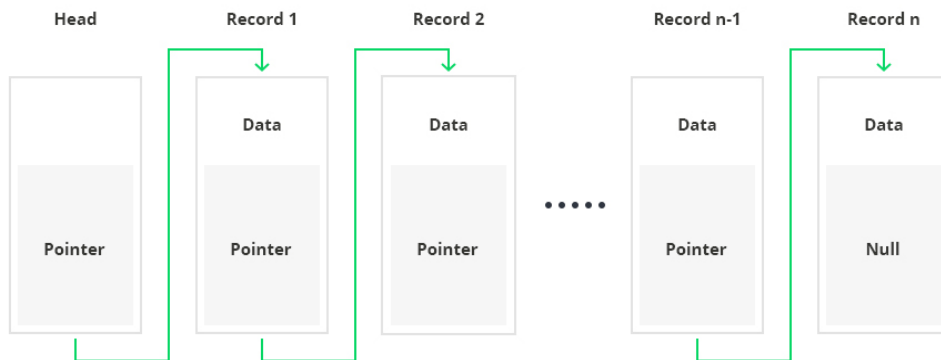 Head Record 1 Record 2 Record n-1 Record n
Data Data Data Data
Pointer Pointer Pointer Pointer Null